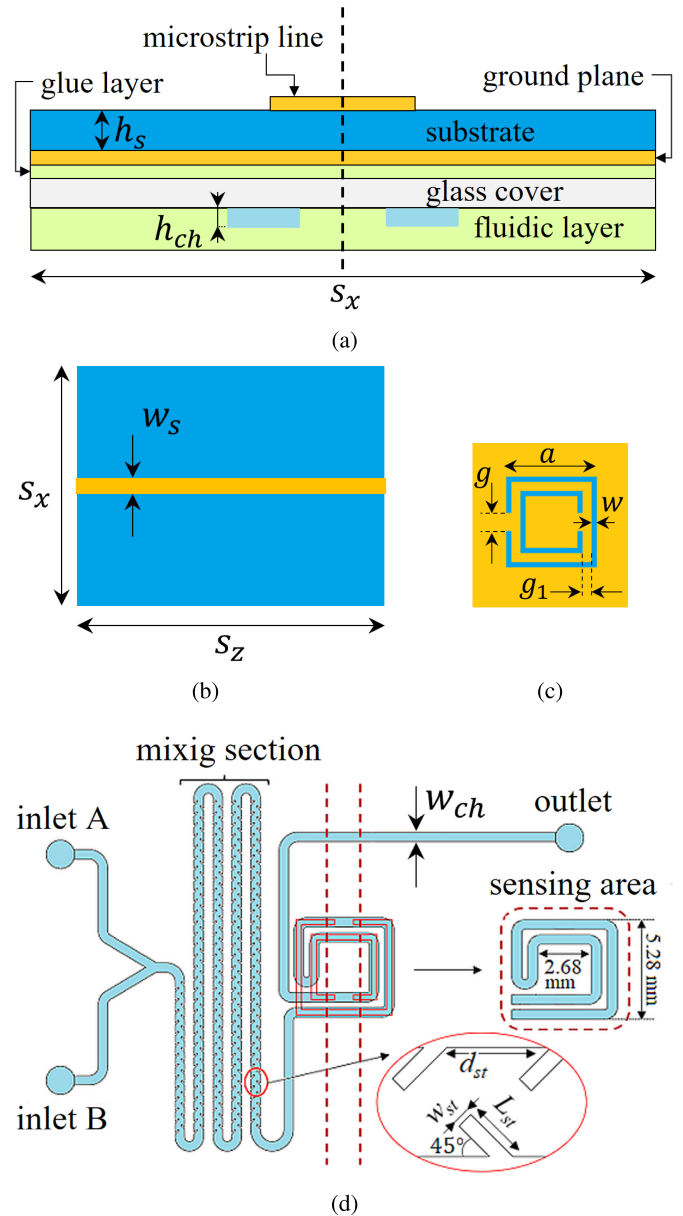 microstrip line
glue layer
ground plane
h_s
substrate
glass cover
h_ch
fluidic layer
s_x
(a)
w_s
s_x
s_z
(b)
a
g
w
g_1
(c)
mixig section
inlet A
w_ch
outlet
sensing area
2.68
mm
5.28 mm
d_st
w_st
L_st
45°
inlet B
(d)